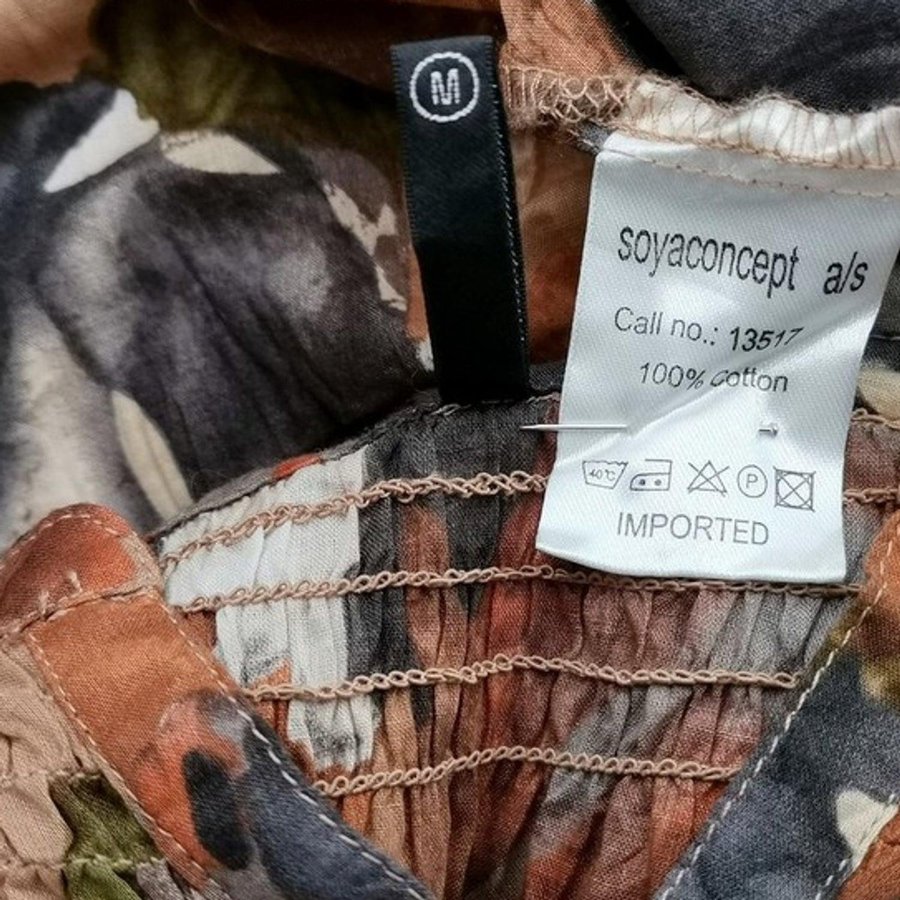 M
soyaconcept a/s
Call no.: 13517
100% Cotton
40°C P
IMPORTED